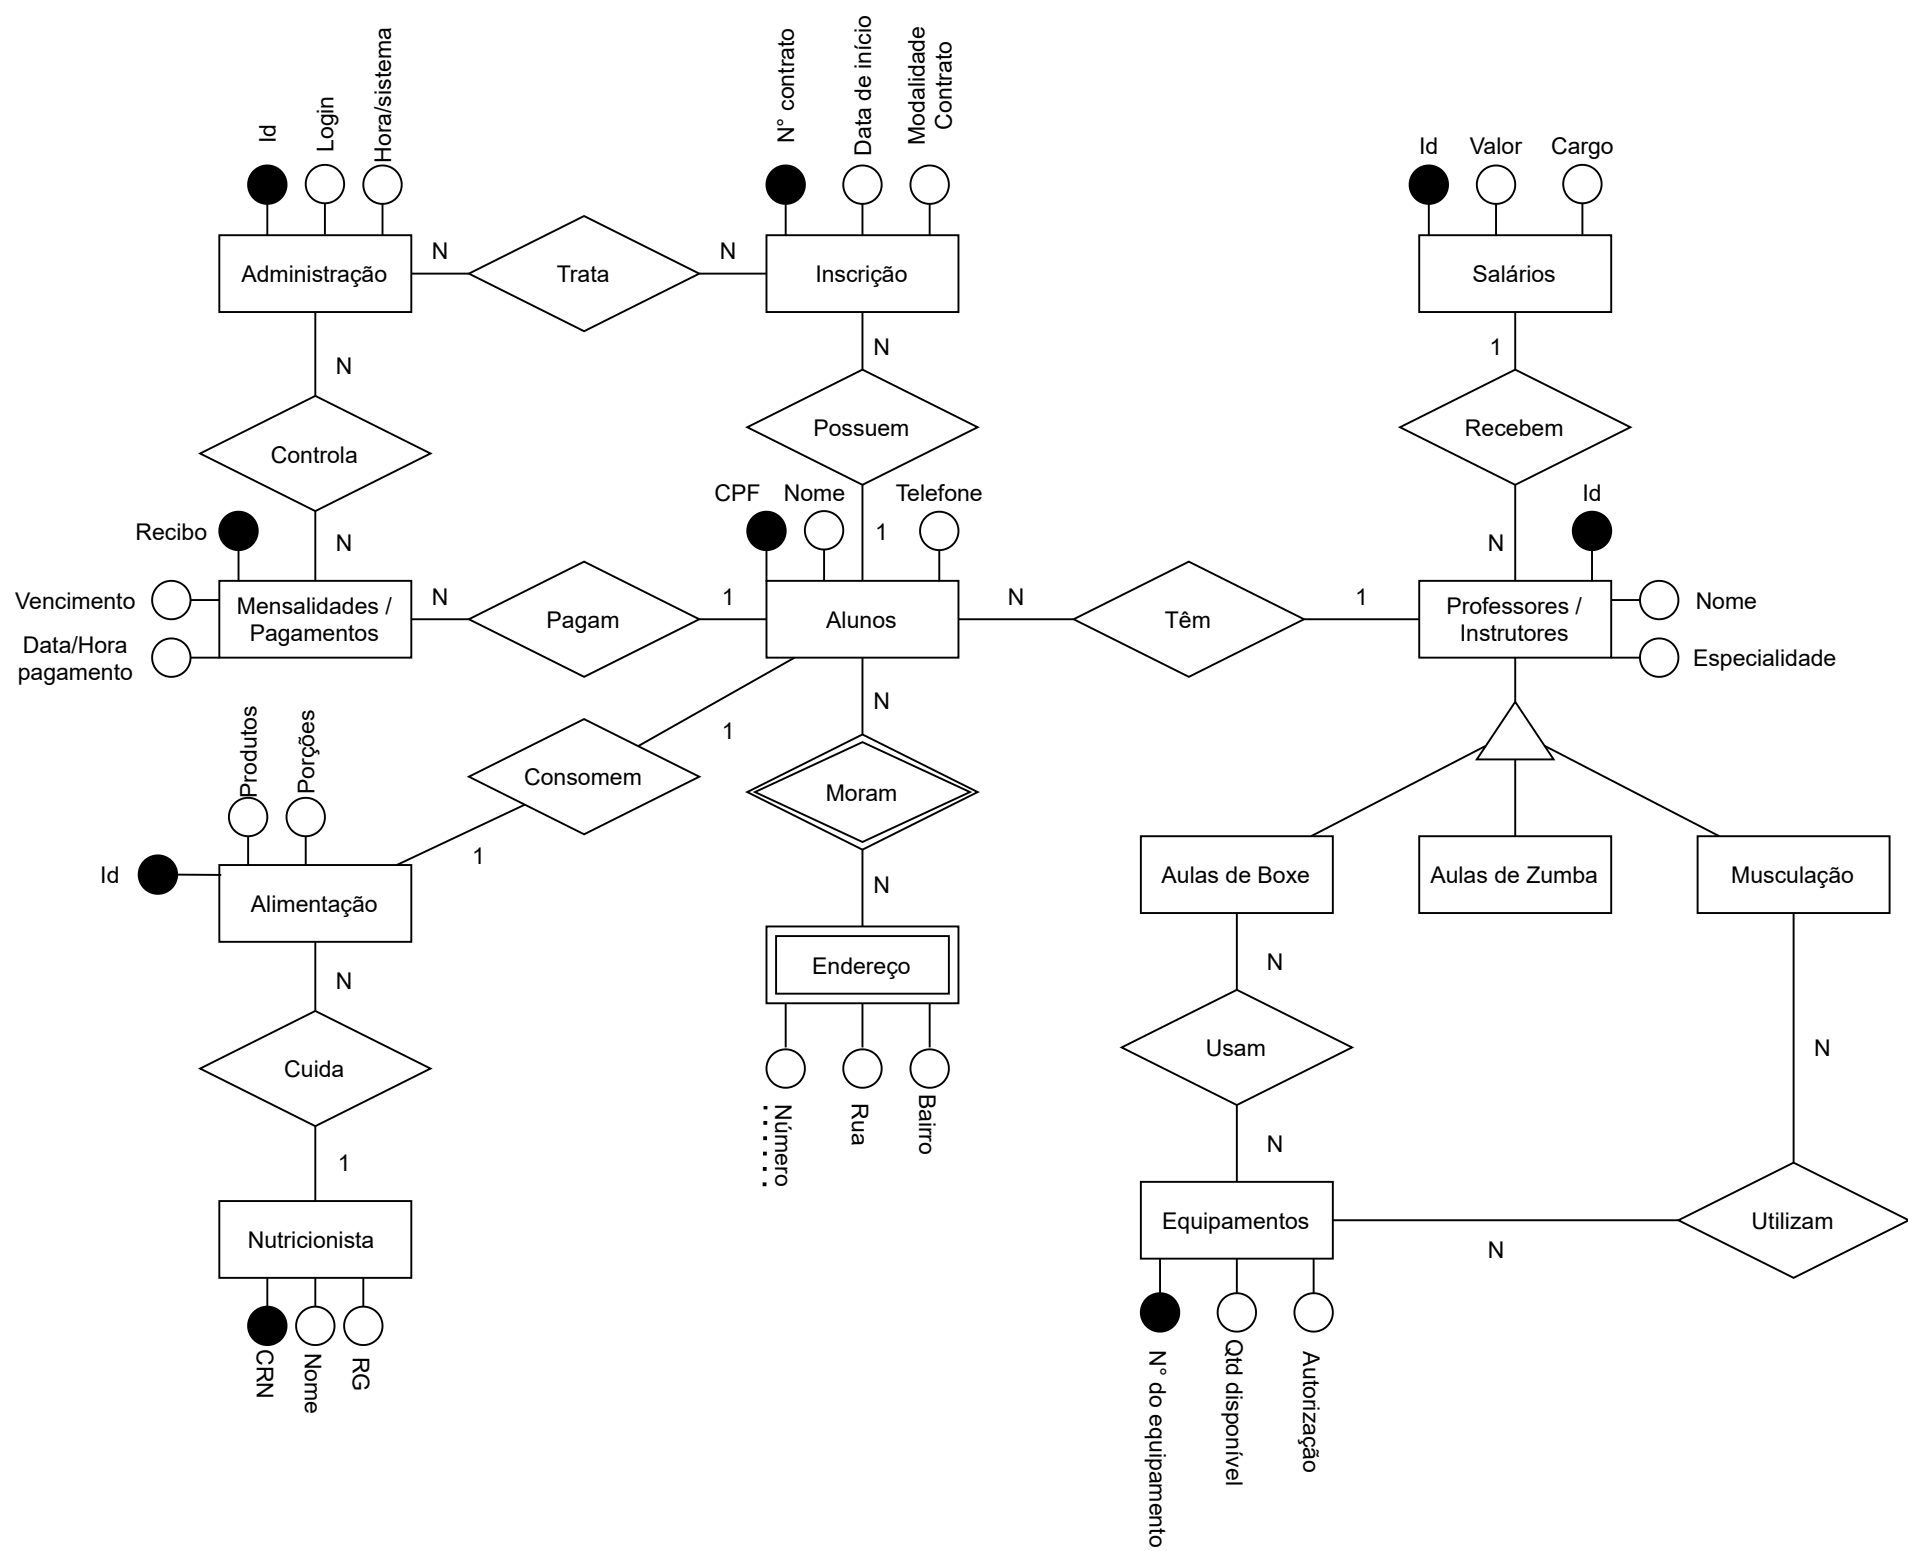 Id
Login
Hora/sistema
N° contrato
Data de início
Modalidade
Contrato
Id
Valor
Cargo
Administração
N
Trata
N
Inscrição
Salários
N
N
1
Controla
Possuem
Recebem
CPF
Nome
Telefone
Id
Recibo
N
1
N
Vencimento
Data/Hora
pagamento
Mensalidades /
Pagamentos
N
Pagam
1
Alunos
N
Têm
1
Professores /
Instrutores
Nome
Especialidade
Produtos
Porções
N
1
Consomem
1
Moram
Id
Alimentação
N
Aulas de Boxe
Aulas de Zumba
Musculação
Endereço
N
N
Cuida
Número
Rua
Bairro
Usam
N
1
N
Nutricionista
Equipamentos
N
Utilizam
CRN
Nome
RG
N° do equipamento
Qtd disponível
Autorização